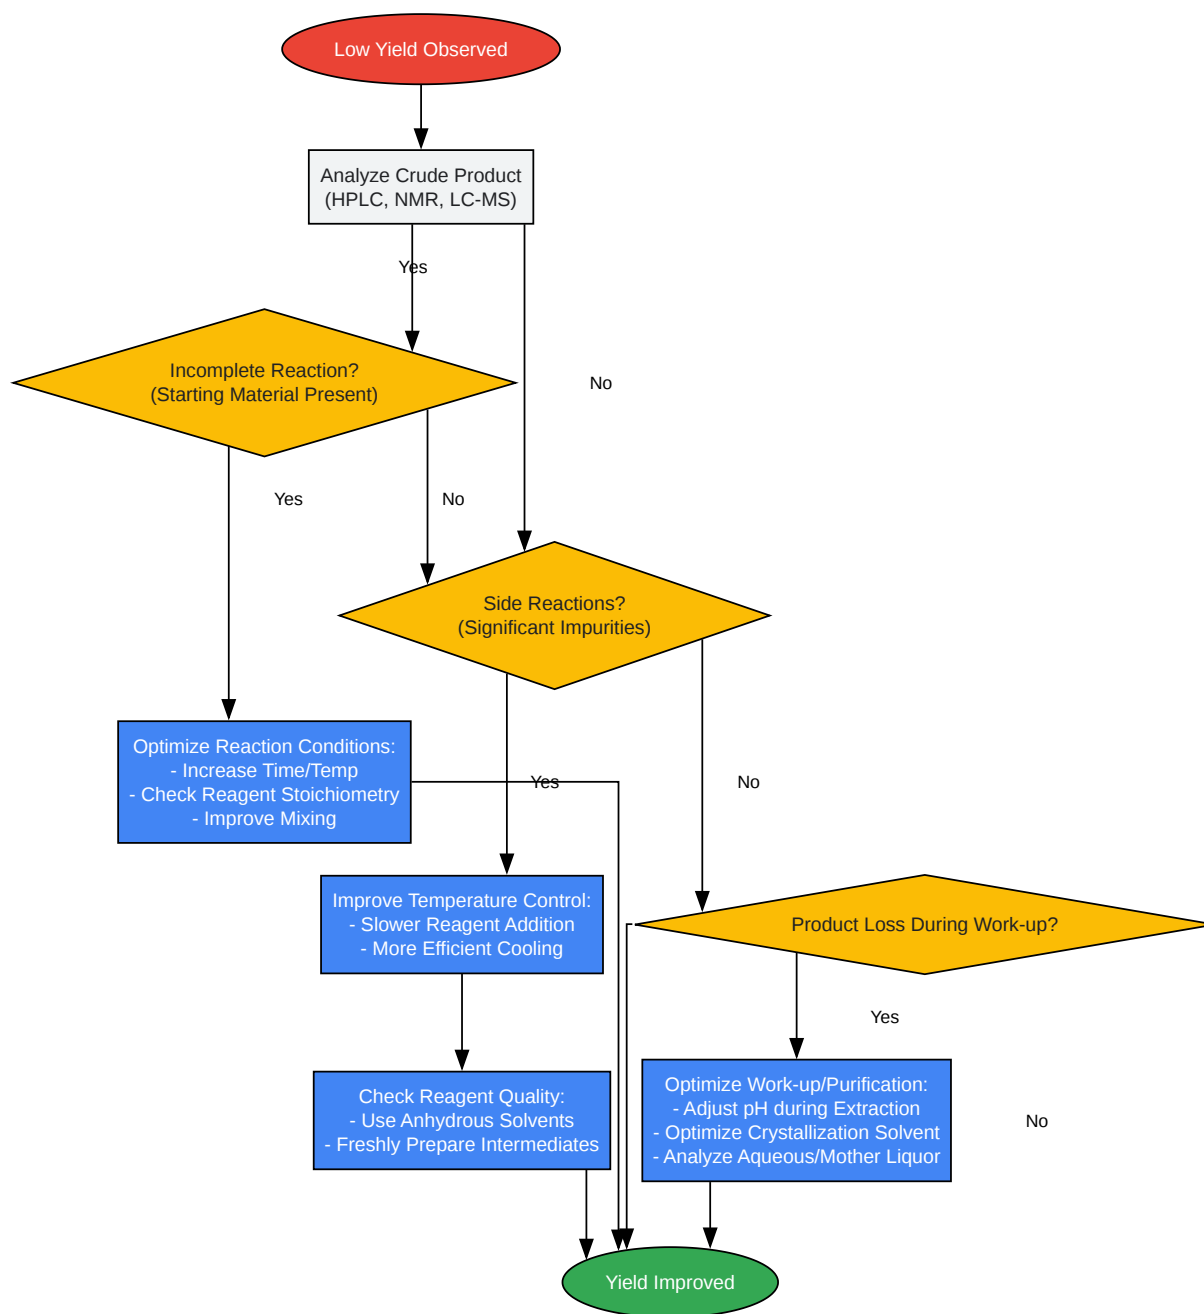 Low Yield Observed
Analyze Crude Product
(HPLC, NMR, LC-MS)
Yes
Incomplete Reaction?
(Starting Material Present)
No
Yes
No
Side Reactions?
(Significant Impurities)
Optimize Reaction Conditions:
- Increase Time/Temp
- Check Reagent Stoichiometry
- Improve Mixing
Yes
No
Improve Temperature Control:
- Slower Reagent Addition
- More Efficient Cooling
Product Loss During Work-up?
Yes
Check Reagent Quality:
- Use Anhydrous Solvents
- Freshly Prepare Intermediates
Optimize Work-up/Purification:
- Adjust pH during Extraction
- Optimize Crystallization Solvent
- Analyze Aqueous/Mother Liquor
No
Yield Improved